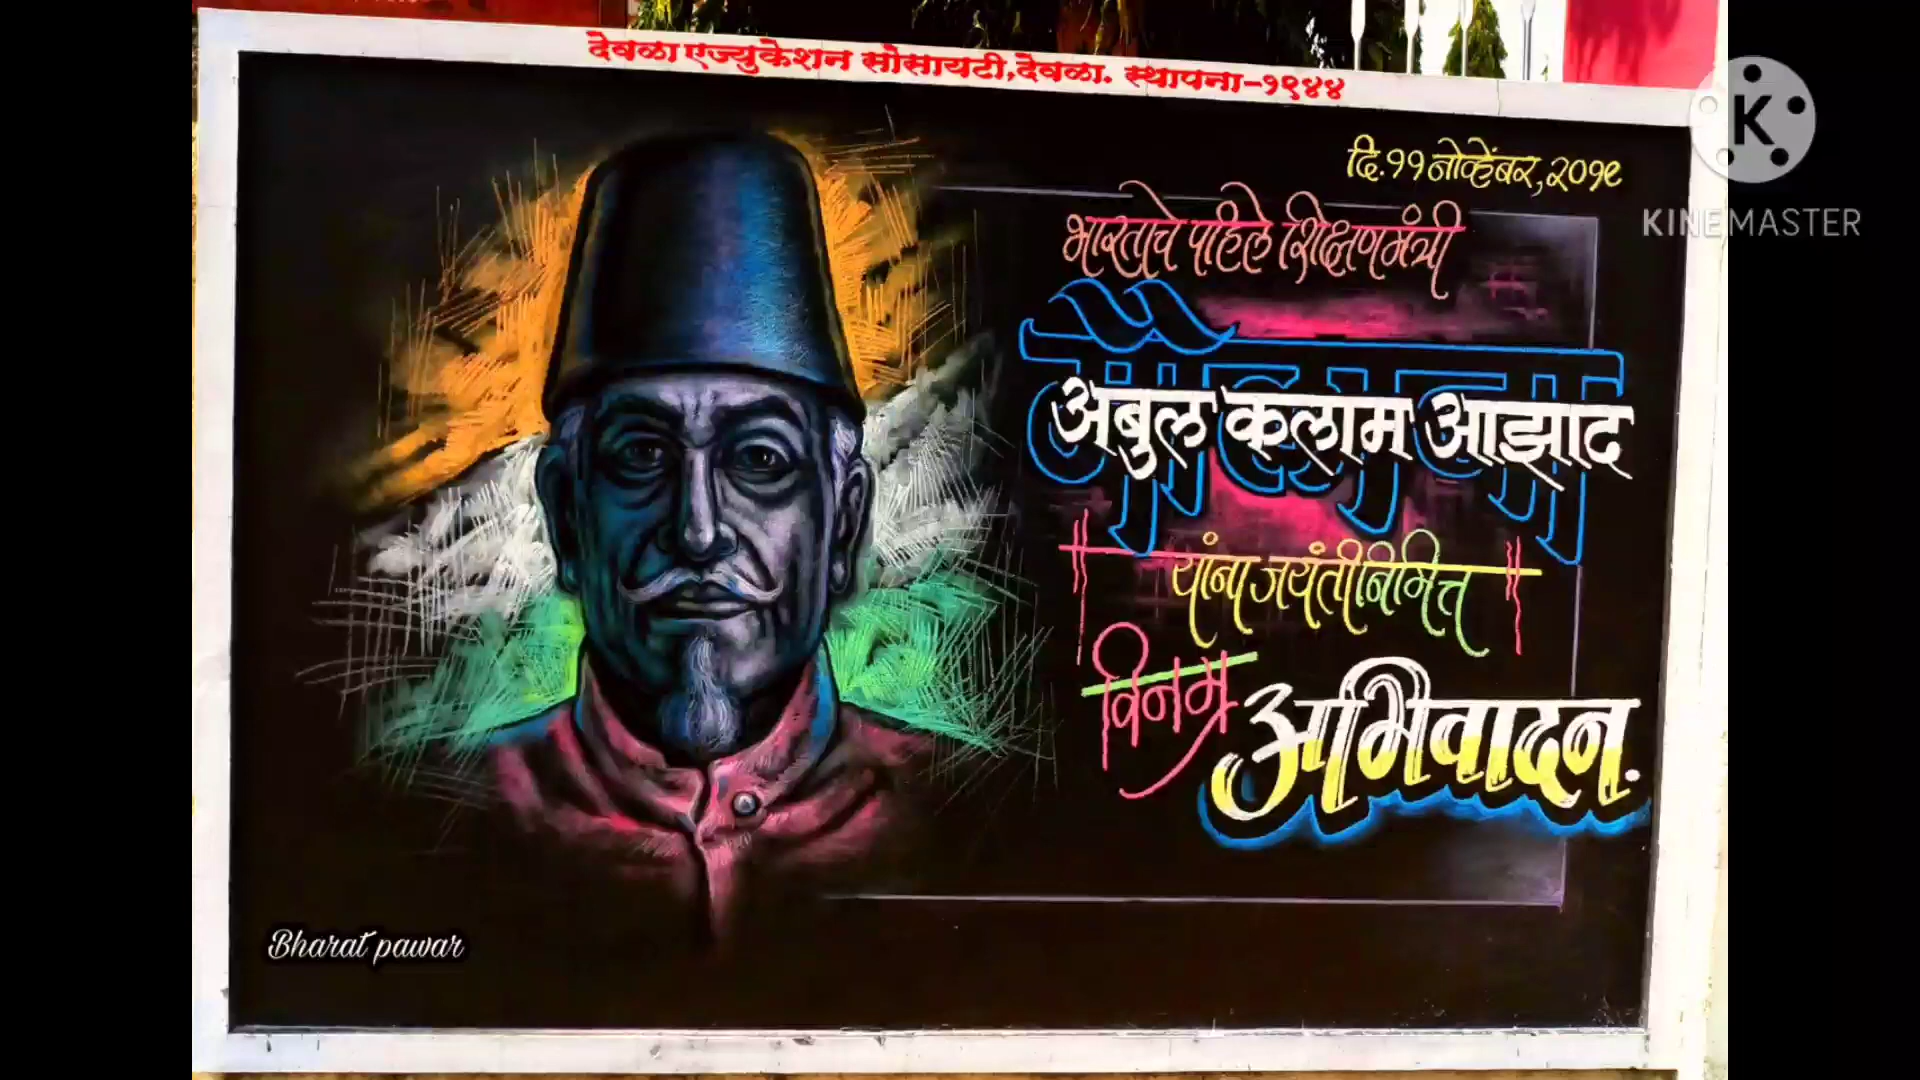 देवळा एज्युकेशन सोसायटी,देवळा. स्थापना-१९४४
दि.११ नोव्हेंबर,२०१९
KINEMASTER
भारताचे पहिले शिक्षणमंत्री
मौलाना
अबुल कलाम आझाद
यांना जयंतीनिमित्त
विनम्र
अभिवादन.
Bharat pawar